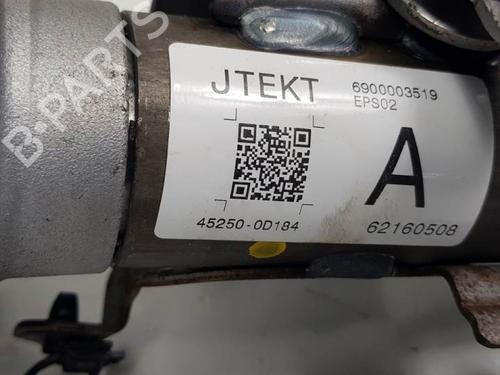 JTEKT
6900003519
EPS02
A
45250-0D184
62160508
B-PARTS